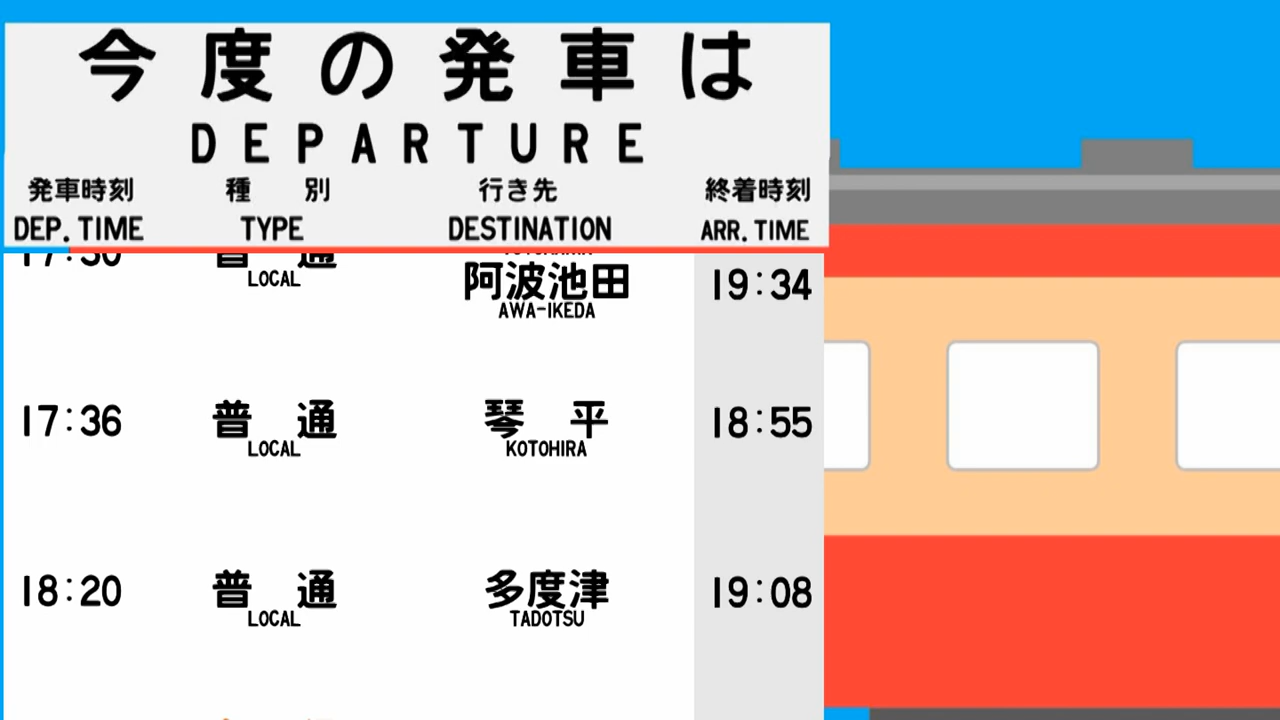 今度の発車は
DEPARTURE
発車時刻 種別 行き先 終着時刻
DEP. TIME TYPE DESTINATION ARR. TIME
普通 阿波池田 19:34
LOCAL AWA-IKEDA
17:36 普通 琴平 18:55
LOCAL KOTOHIRA
18:20 普通 多度津 19:08
LOCAL TADOTSU